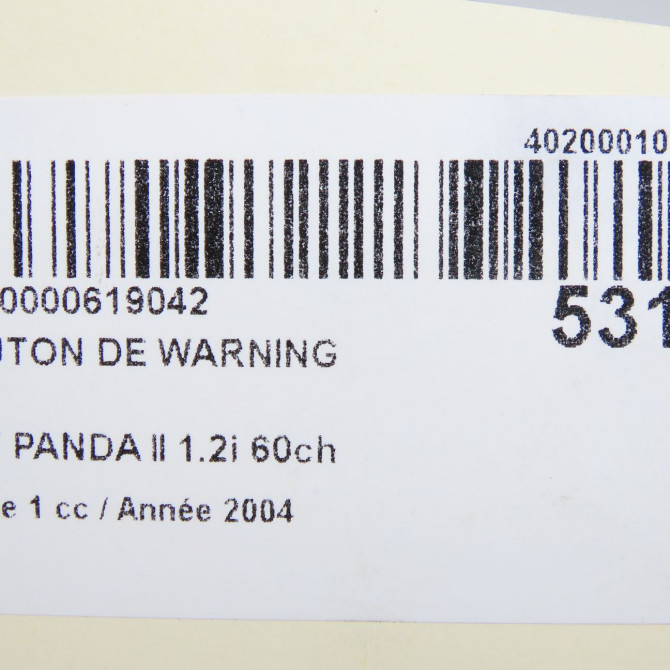 40200010
0000619042
531
UTON DE WARNING
PANDA II 1.2i 60ch
e 1 cc / Année 2004